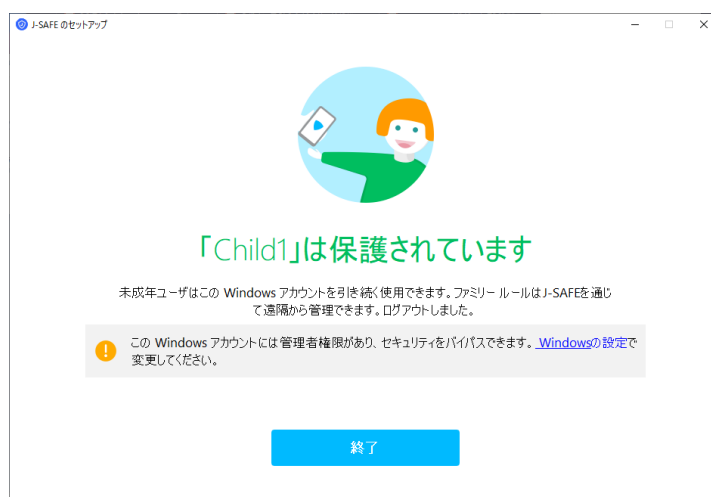 J-SAFE のセットアップ
「Child1」は保護されています
未成年ユーザはこの Windows アカウントを引き続く使用できます。ファミリー ルールはJ-SAFEを通じ
て遠隔から管理できます。ログアウトしました。
この Windows アカウントには管理者権限があり、セキュリティをバイパスできます。 Windowsの設定で
変更してください。
終了